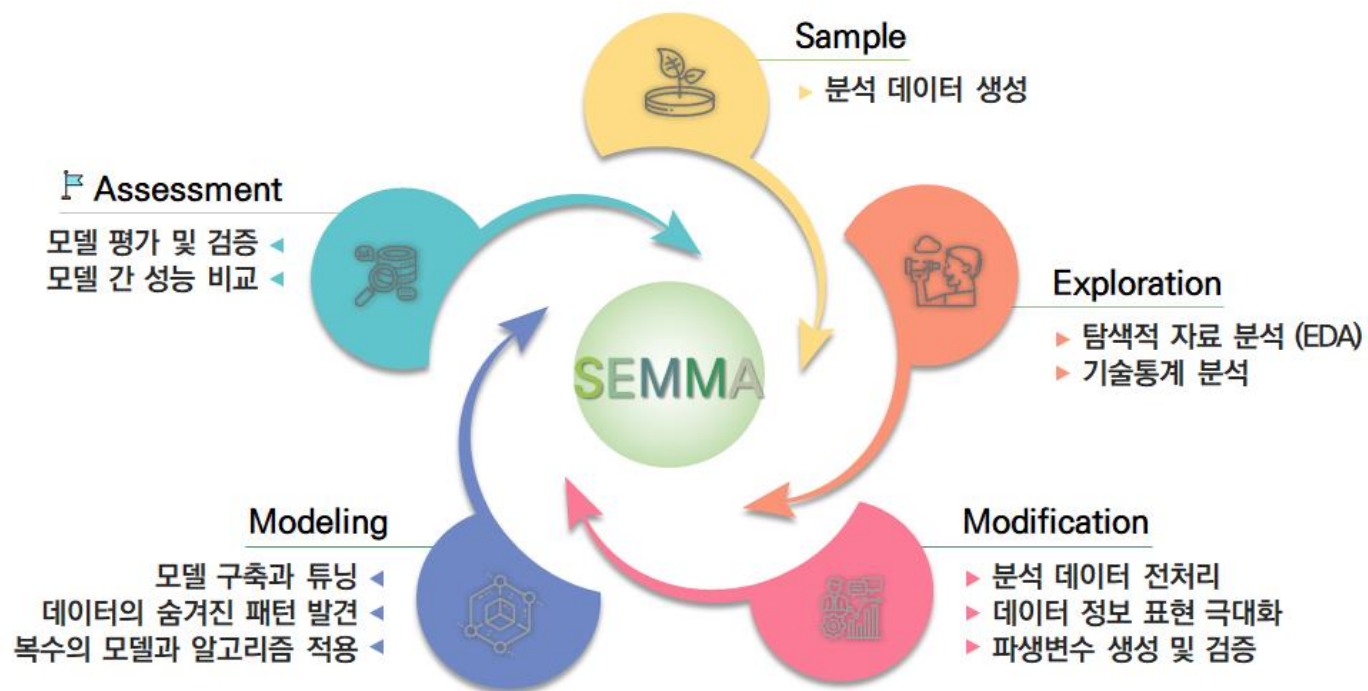 Sample
▶ 분석 데이터 생성
Exploration
▶ 탐색적 자료 분석 (EDA)
▶ 기술통계 분석
Modification
▶ 분석 데이터 전처리
▶ 데이터 정보 표현 극대화
▶ 파생변수 생성 및 검증
Modeling
모델 구축과 튜닝 ◀
데이터의 숨겨진 패턴 발견 ◀
복수의 모델과 알고리즘 적용 ◀
Assessment
모델 평가 및 검증 ◀
모델 간 성능 비교 ◀
SEMMA